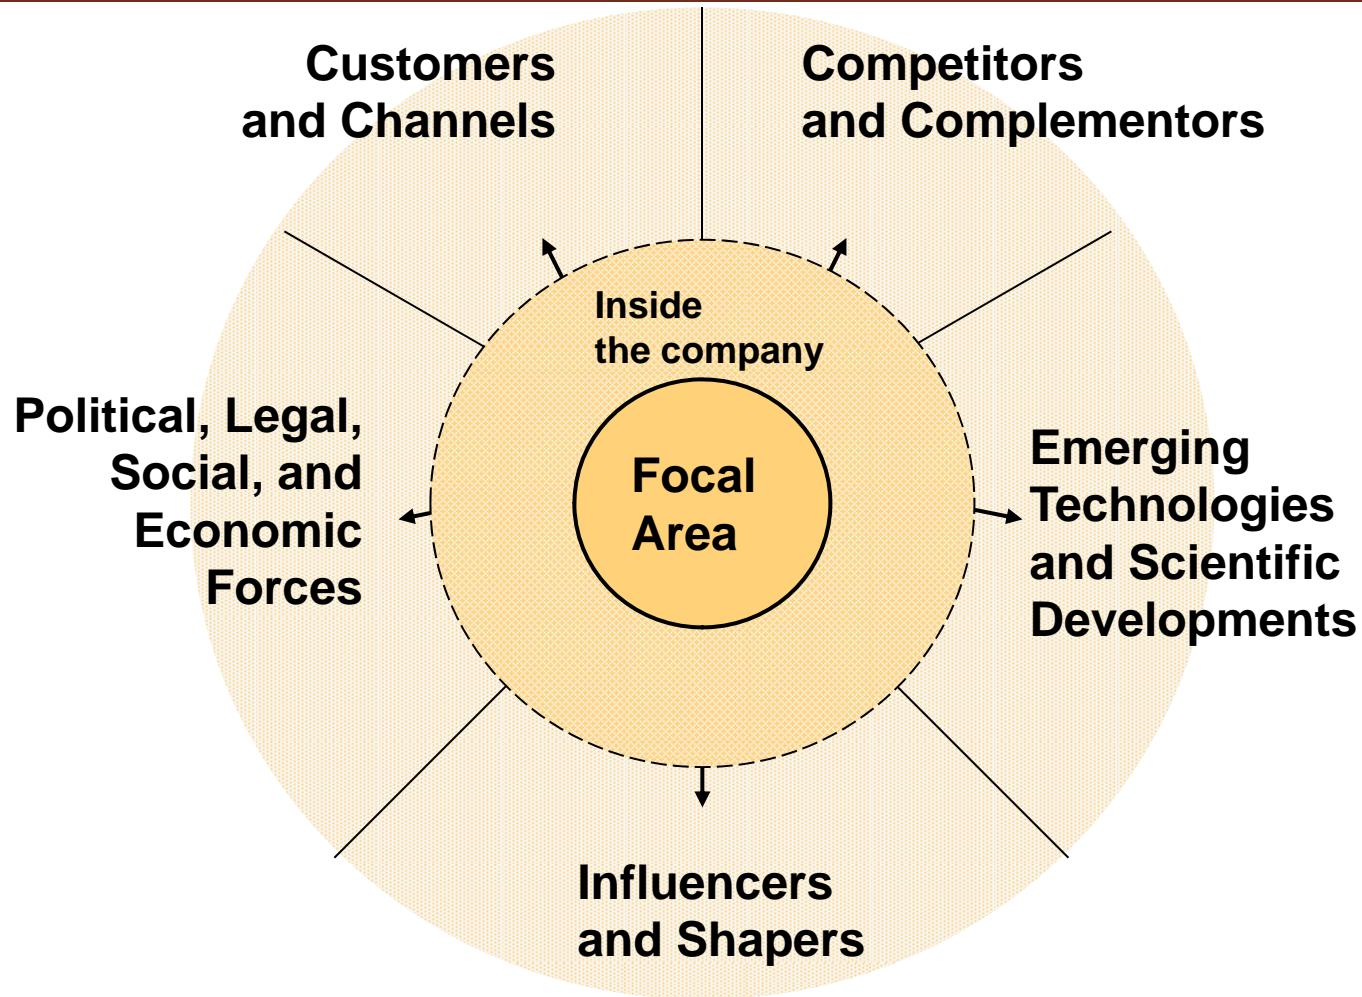 Customers
and Channels
Competitors
and Complementors
Inside
the company
Political, Legal,
Social, and
Economic
Forces
Focal
Area
Emerging
Technologies
and Scientific
Developments
Influencers
and Shapers